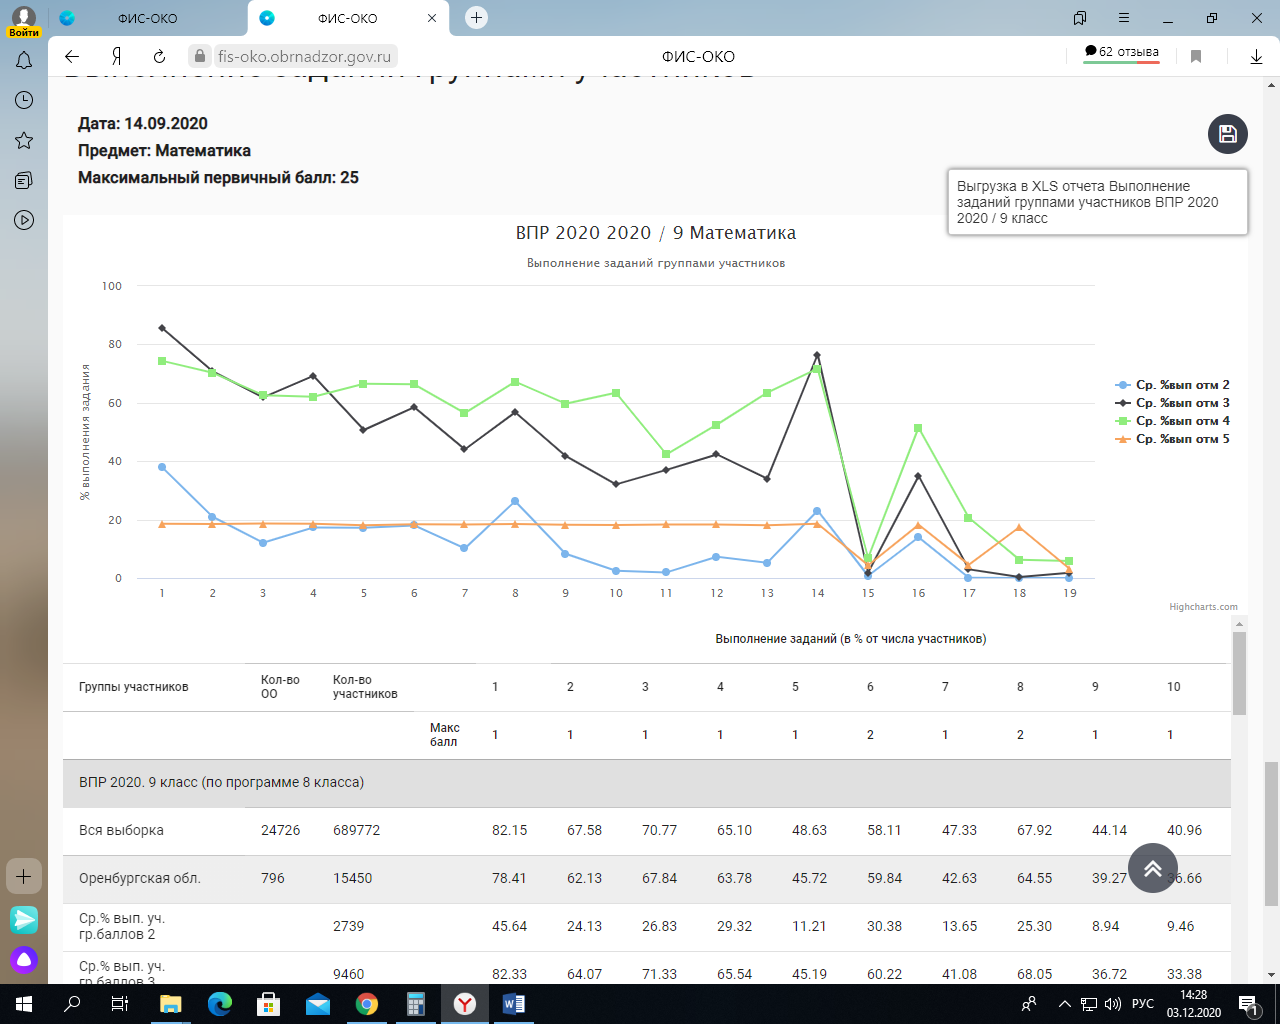 ФИС-ОКО
ФИС-ОКО
Войти
Я
fis-oko.obrnadzor.gov.ru
ФИС-ОКО
62 отзыва
Выполнение заданий группами участников
Дата: 14.09.2020
Предмет: Математика
Максимальный первичный балл: 25
Выгрузка в XLS отчета Выполнение
заданий группами участников ВПР 2020
2020 / 9 класс
ВПР 2020 2020 / 9 Математика
Выполнение заданий группами участников
% выполнения задания
100
80
60
40
20
0
1 2 3 4 5 6 7 8 9 10 11 12 13 14 15 16 17 18 19
Ср. %вып отм 2
Ср. %вып отм 3
Ср. %вып отм 4
Ср. %вып отм 5
Highcharts.com
Выполнение заданий (в % от числа участников)
Группы участников Кол-во ОО Кол-во участников 1 2 3 4 5 6 7 8 9 10
Макс балл 1 1 1 1 1 2 1 2 1 1
ВПР 2020. 9 класс (по программе 8 класса)
Вся выборка 24726 689772 82.15 67.58 70.77 65.10 48.63 58.11 47.33 67.92 44.14 40.96
Оренбургская обл. 796 15450 78.41 62.13 67.84 63.78 45.72 59.84 42.63 64.55 39.27 36.66
Ср.% вып. уч. гр.баллов 2 2739 45.64 24.13 26.83 29.32 11.21 30.38 13.65 25.30 8.94 9.46
Ср.% вып. уч. гр.баллов 3 9460 82.33 64.07 71.33 65.54 45.19 60.22 41.08 68.05 36.72 33.38
РУС
14:28
03.12.2020
1